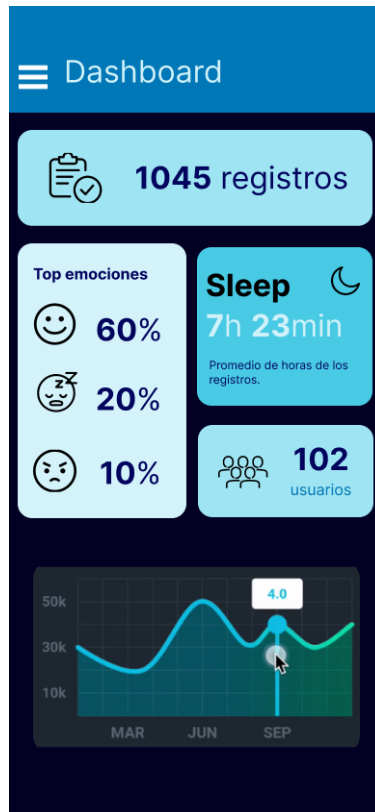 Dashboard
1045 registros
Top emociones
60%
20%
10%
Sleep
7h 23min
Promedio de horas de los
registros.
102
usuarios
4.0
50k
30k
10k
MAR JUN SEP